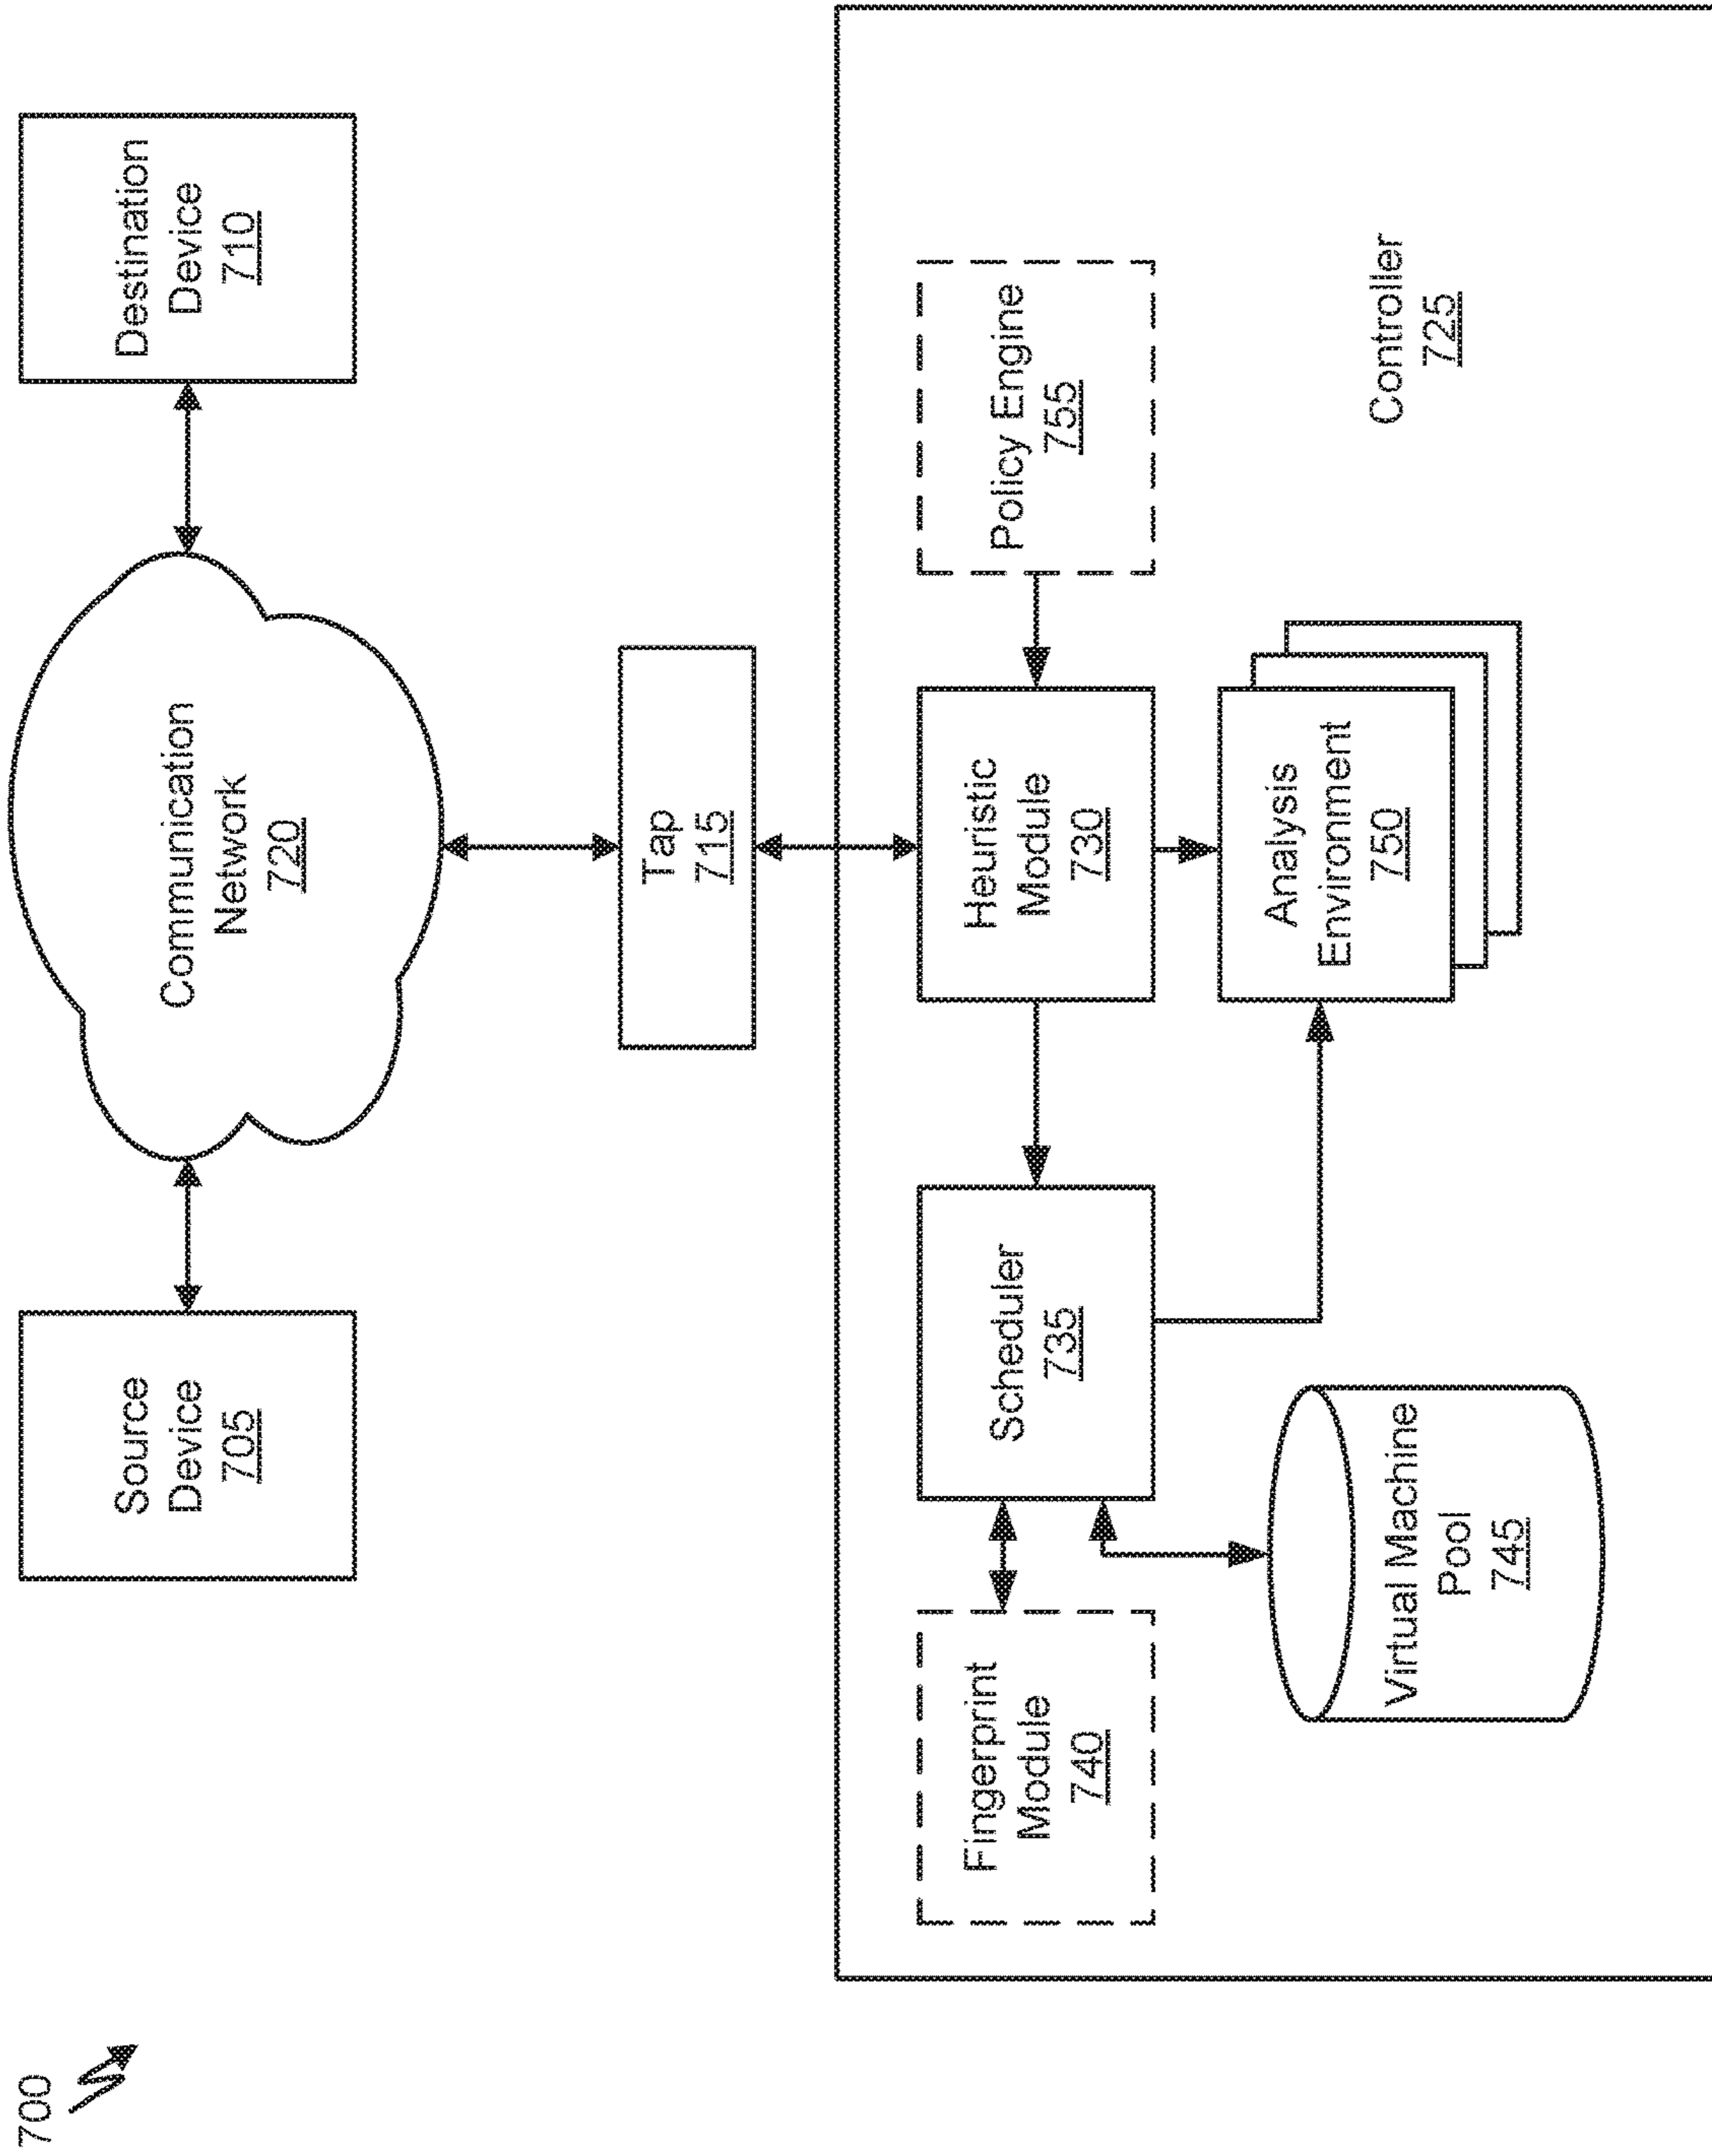 700
Source
Device
705
Communication
Network
720
Destination
Device
710
Tap
715
Fingerprint
Module
740
Scheduler
735
Heuristic
Module
730
Policy Engine
755
Virtual Machine
Pool
745
Analysis
Environment
750
Controller
725